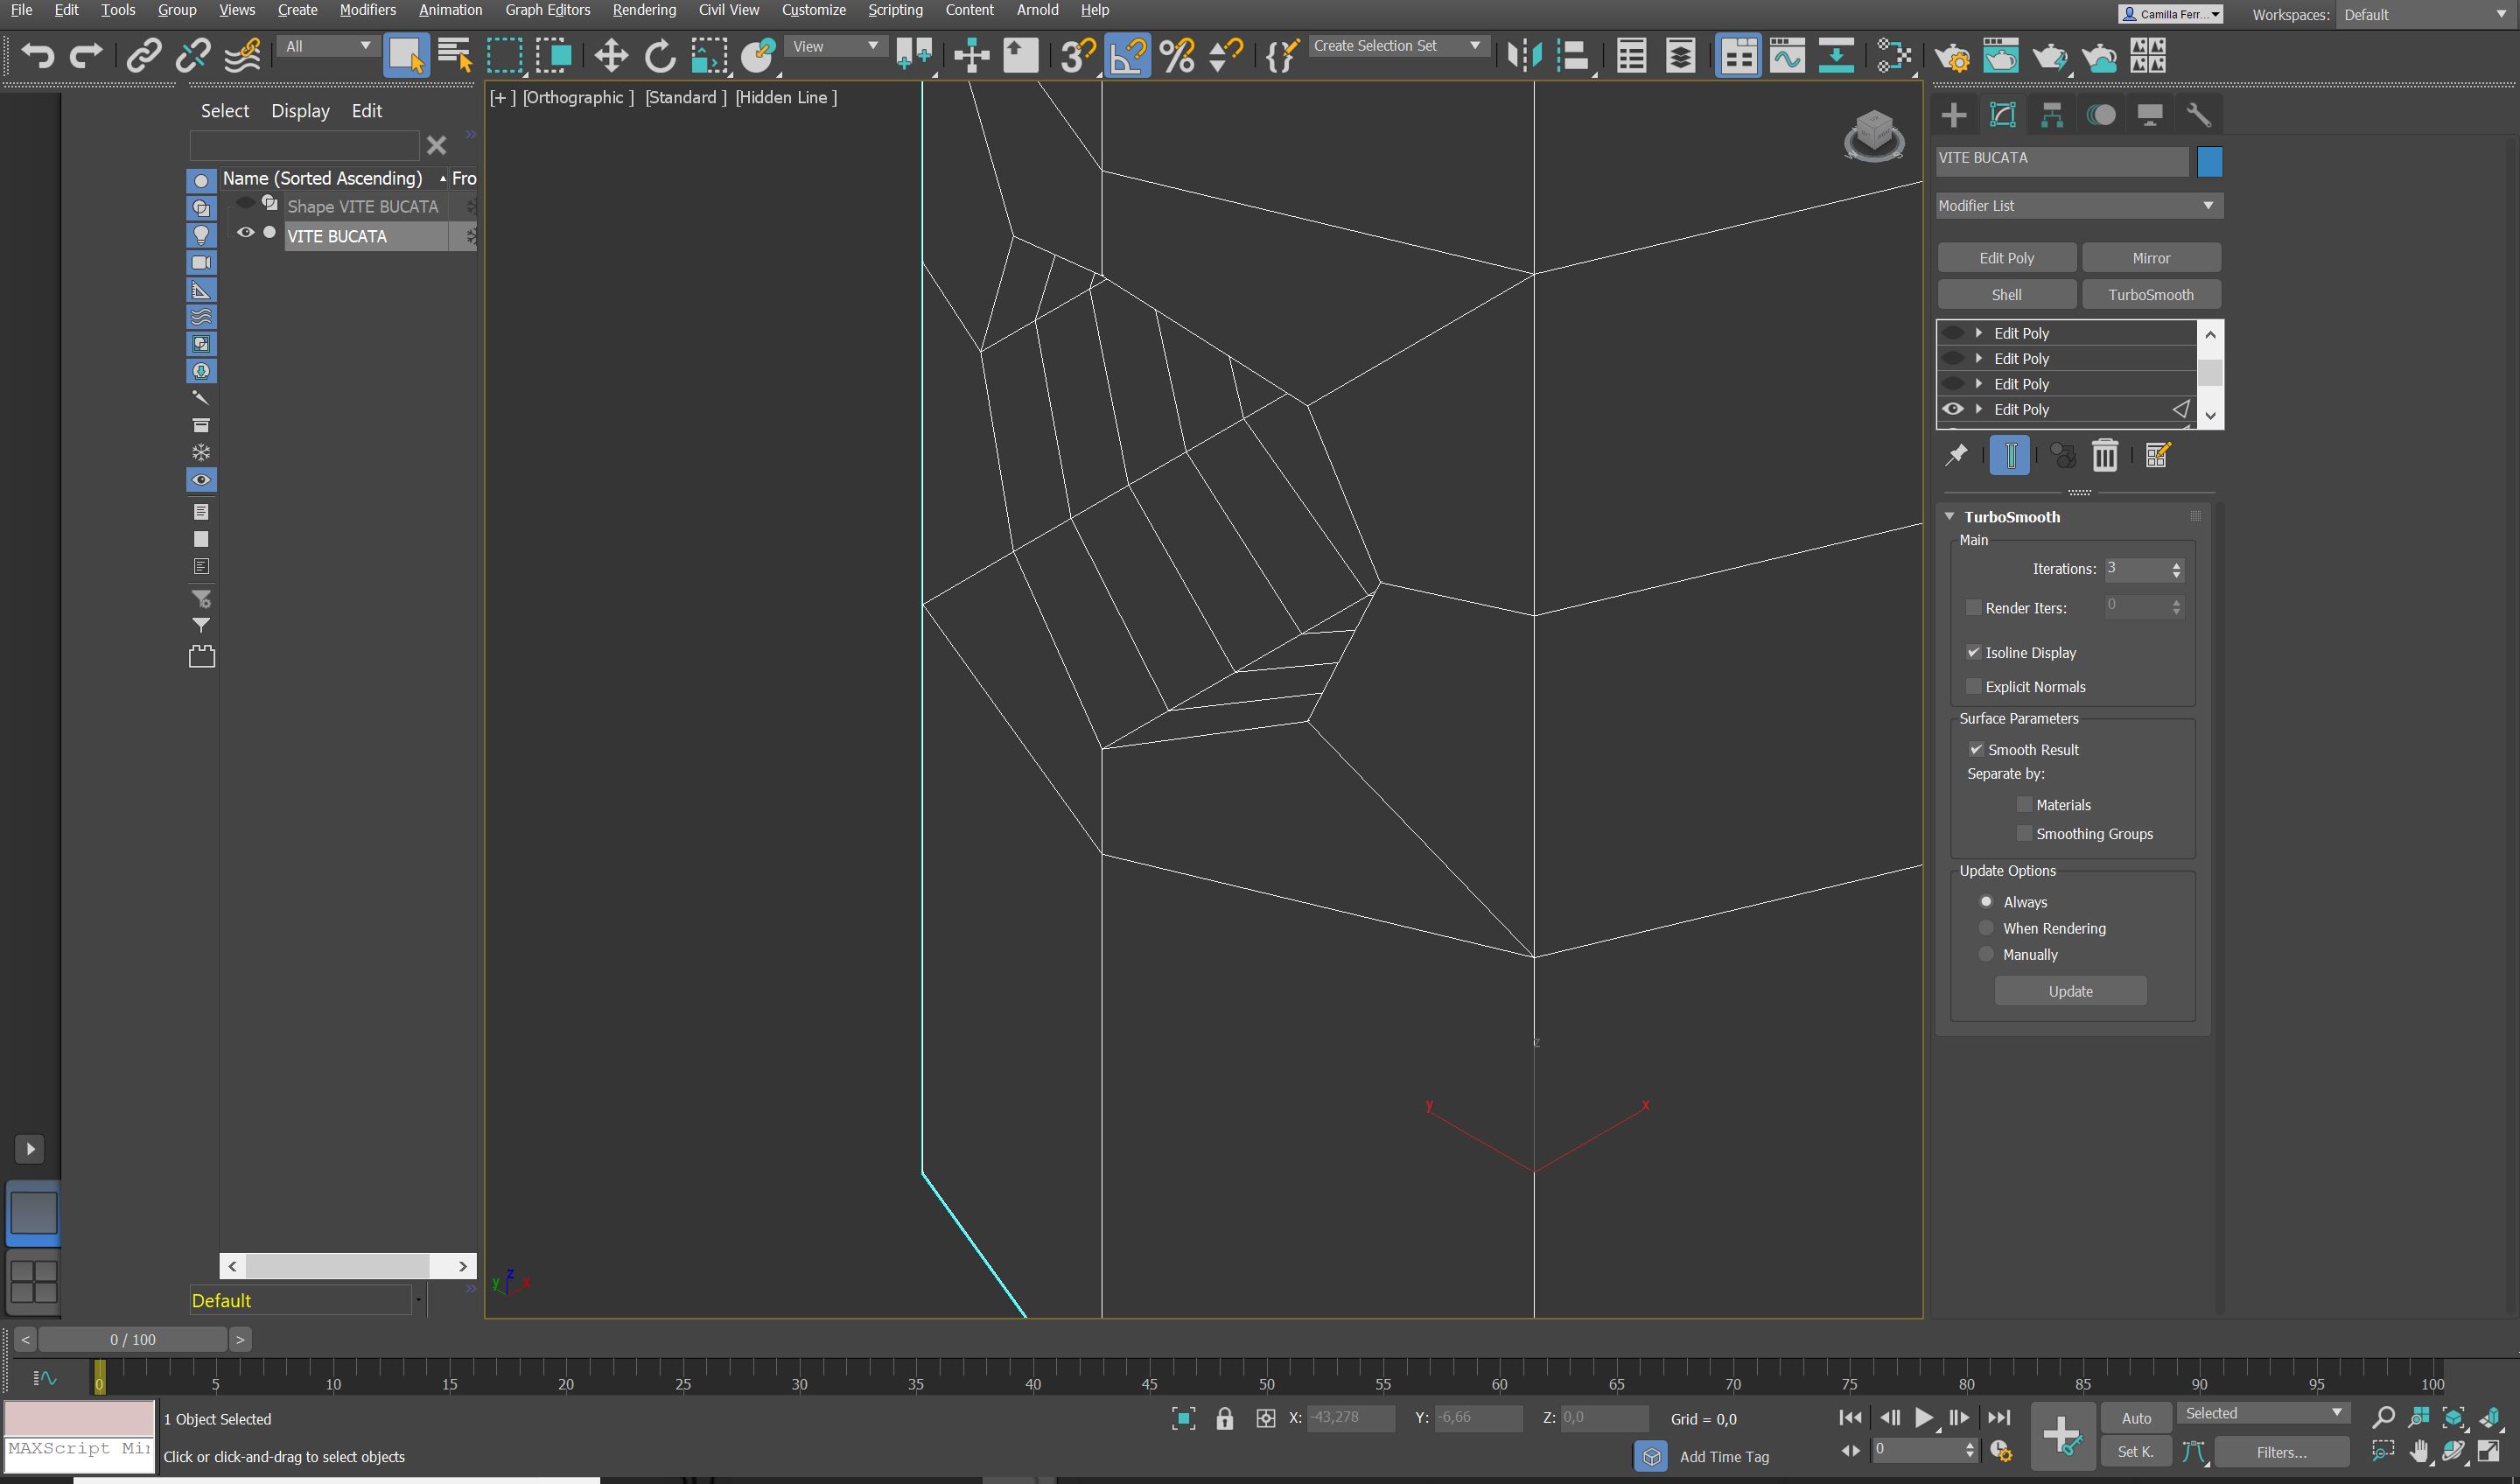 File Edit Tools Group Views Create Modifiers Animation Graph Editors Rendering Civil View Customize Scripting Content Arnold Help
Camilla Ferr...
Workspaces: Default
All
View
Create Selection Set
Select Display Edit
Name (Sorted Ascending) Fro
Shape VITE BUCATA
VITE BUCATA
[+ ] [Orthographic ] [Standard ] [Hidden Line ]
VITE BUCATA
Modifier List
Edit Poly Mirror
Shell TurboSmooth
Edit Poly
Edit Poly
Edit Poly
Edit Poly
TurboSmooth
Main
Iterations: 3
Render Iters: 0
Isoline Display
Explicit Normals
Surface Parameters
Smooth Result
Separate by:
Materials
Smoothing Groups
Update Options
Always
When Rendering
Manually
Update
z
y x
z
y x
Default
< 0 / 100 >
0 5 10 15 20 25 30 35 40 45 50 55 60 65 70 75 80 85 90 95 100
1 Object Selected
X: -43,278 Y: -6,66 Z: 0,0 Grid = 0,0
Auto Selected
MAXScript Mi
Click or click-and-drag to select objects
Add Time Tag
0
Set K. Filters...